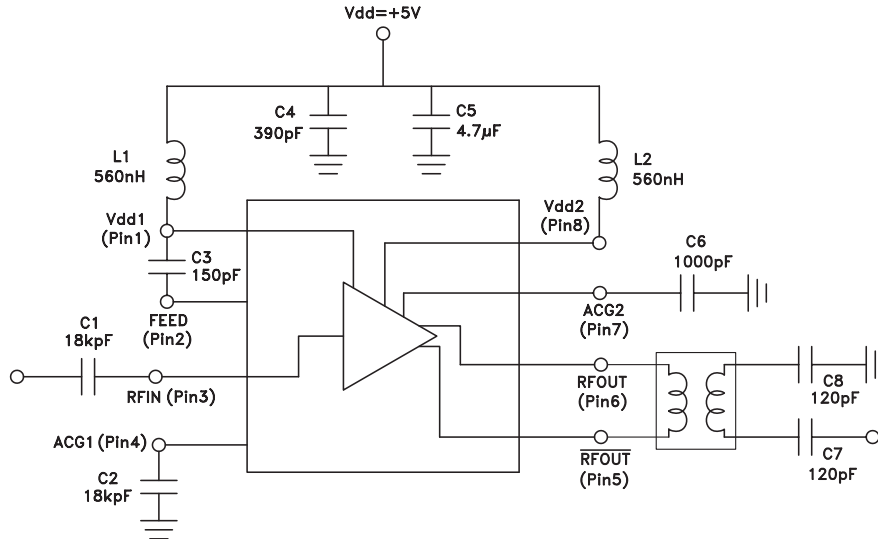 Vdd=+5V
C4
390pF
C5
4.7µF
L1
560nH
L2
560nH
Vdd1
(Pin1)
Vdd2
(Pin8)
C3
150pF
C6
1000pF
FEED
(Pin2)
ACG2
(Pin7)
C1
18kpF
RFIN (Pin3)
RFOUT
(Pin6)
C8
120pF
ACG1 (Pin4)
RFOUT
(Pin5)
C7
120pF
C2
18kpF